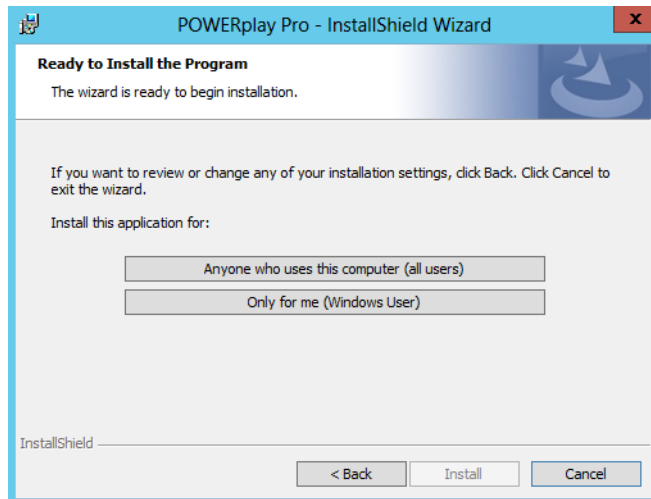 POWERplay Pro - InstallShield Wizard
x
Ready to Install the Program
The wizard is ready to begin installation.
If you want to review or change any of your installation settings, click Back. Click Cancel to
exit the wizard.
Install this application for:
Anyone who uses this computer (all users)
Only for me (Windows User)
InstallShield
< Back
Install
Cancel